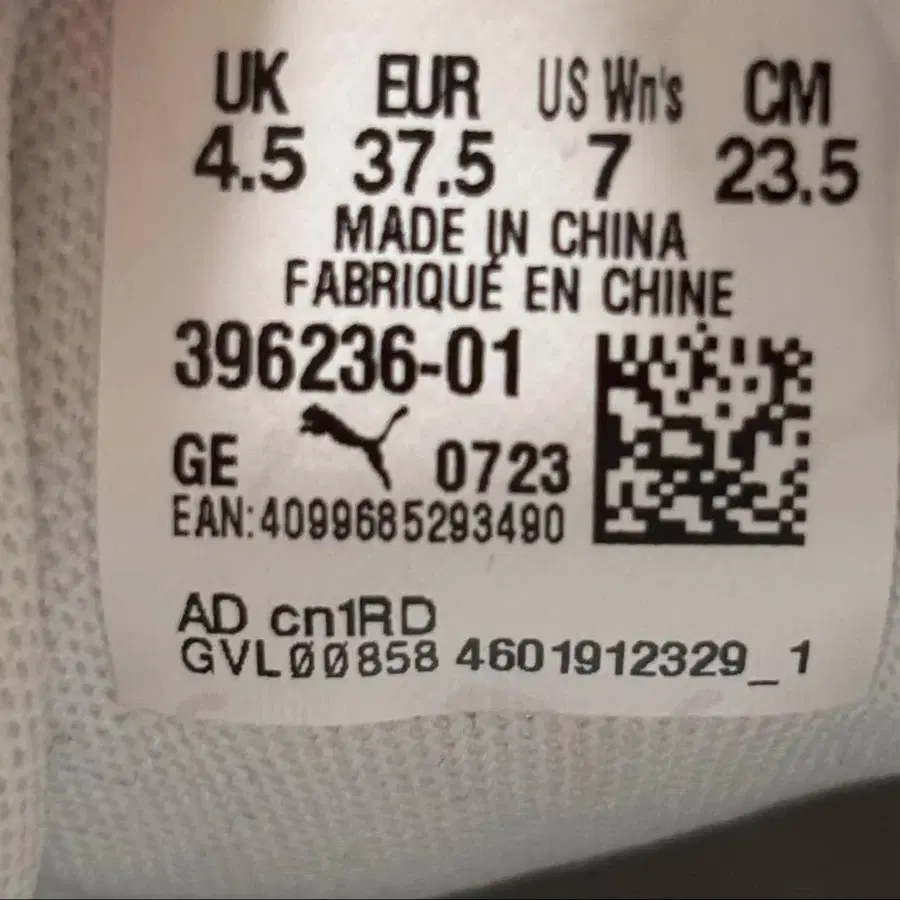 UK EUR US Wn's CM
4.5 37.5 7 23.5
MADE IN CHINA
FABRIQUÉ EN CHINE
396236-01
GE 0723
EAN:4099685293490
AD cn1RD
GVL00858 4601912329_1